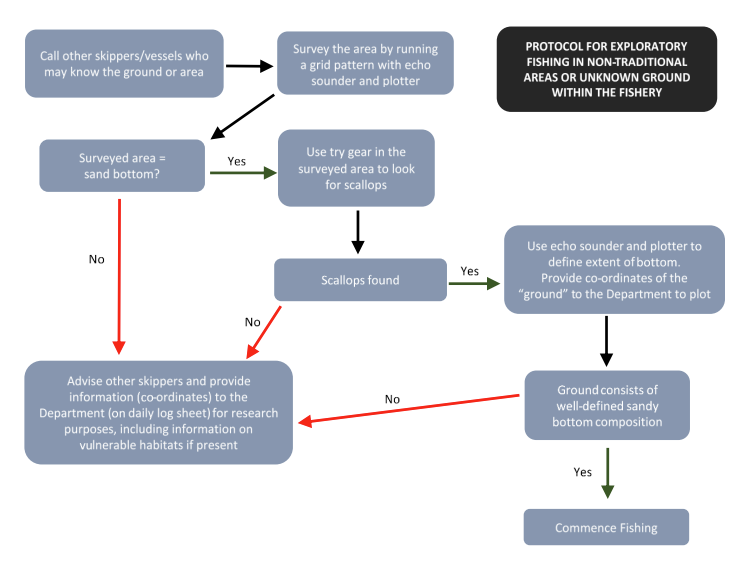 Call other skippers/vessels who
may know the ground or area
Survey the area by running
a grid pattern with echo
sounder and plotter
PROTOCOL FOR EXPLORATORY
FISHING IN NON-TRADITIONAL
AREAS OR UNKNOWN GROUND
WITHIN THE FISHERY
Surveyed area =
sand bottom?
Yes
Use try gear in the
surveyed area to look
for scallops
No
Scallops found
Yes
Use echo sounder and plotter to
define extent of bottom.
Provide co-ordinates of the
“ground” to the Department to plot
No
Advise other skippers and provide
information (co-ordinates) to the
Department (on daily log sheet) for research
purposes, including information on
vulnerable habitats if present
No
Ground consists of
well-defined sandy
bottom composition
Yes
Commence Fishing